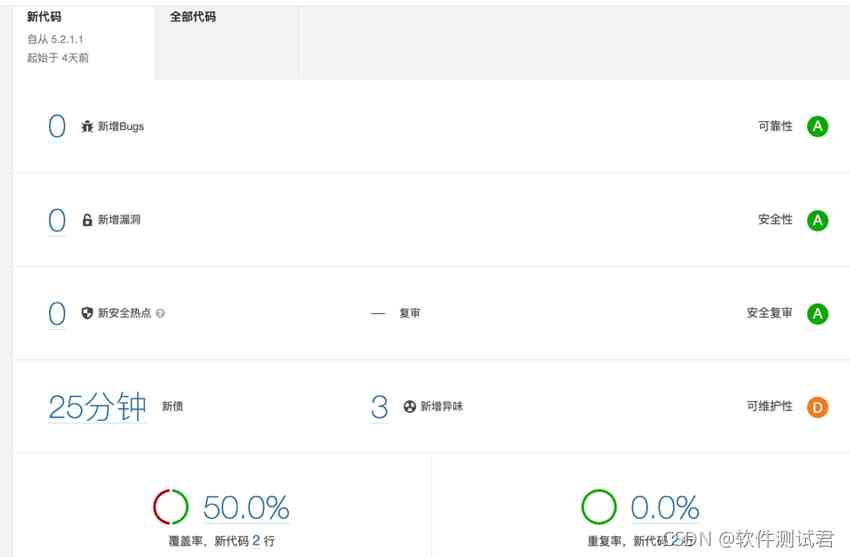 新代码
全部代码
自从 5.2.1.1
起始于 4天前
0 新增Bugs
可靠性 A
0 新增漏洞
安全性 A
0 新安全热点 ?
— 复审
安全复审 A
25分钟 新债
3 新增异味
可维护性 D
50.0%
覆盖率，新代码 2 行
0.0%
重复率，新代码 2 行
CSDN @软件测试君